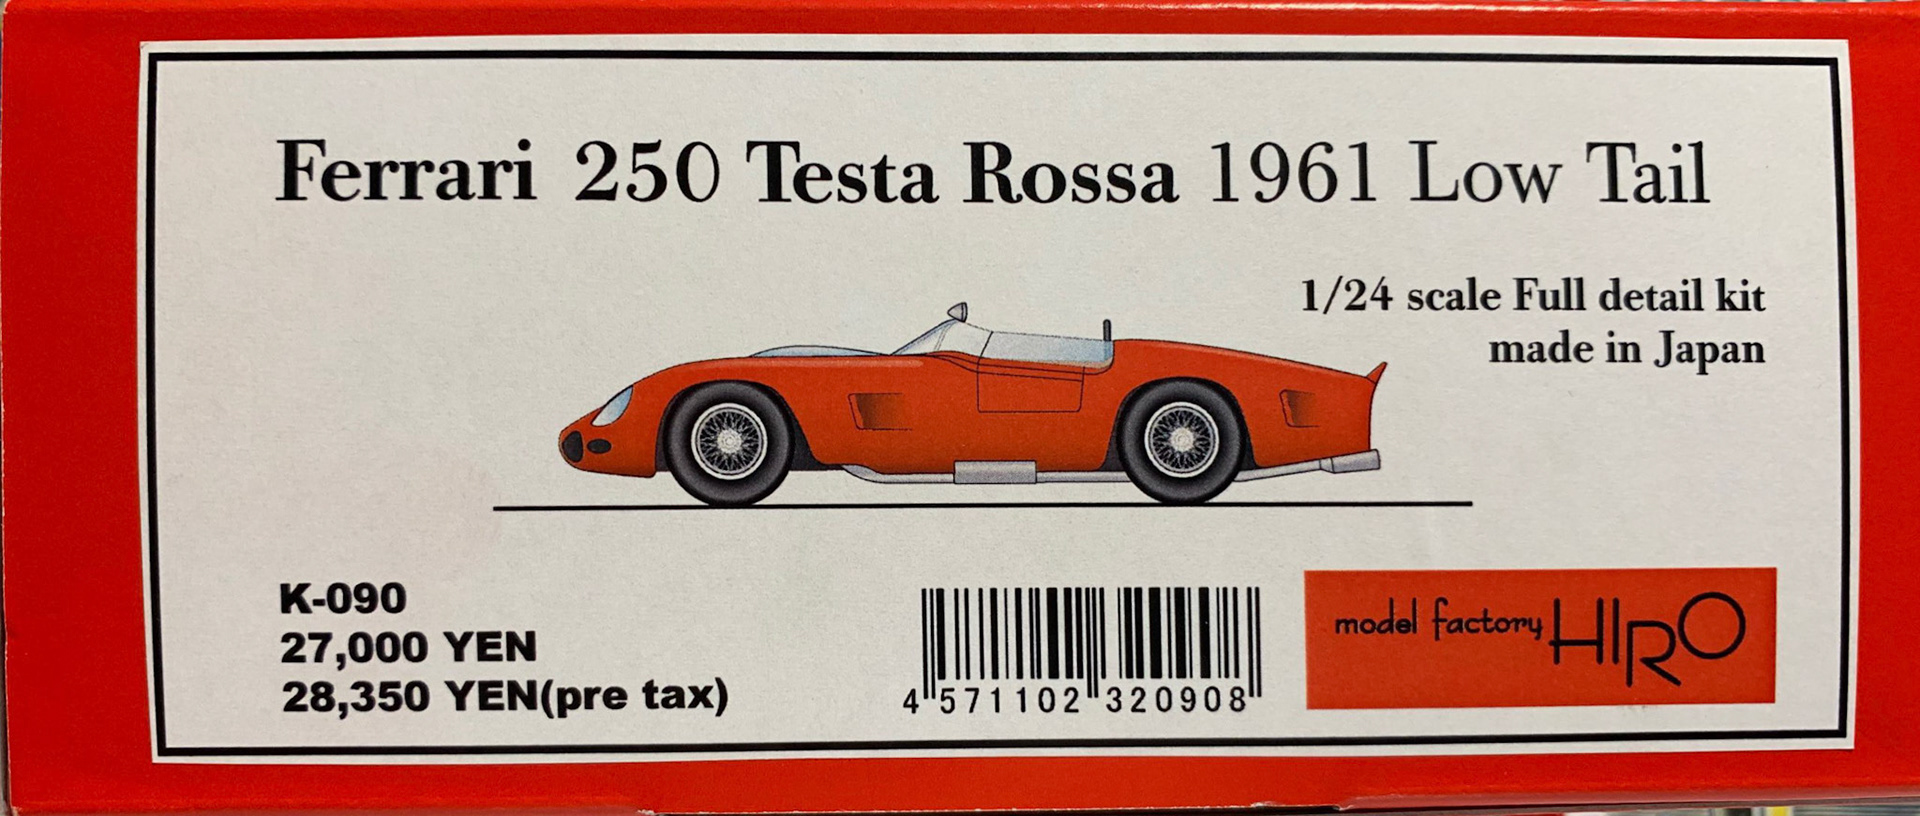 Ferrari 250 Testa Rossa 1961 Low Tail
1/24 scale Full detail kit
made in Japan
K-090
27,000 YEN
28,350 YEN(pre tax)
4 571102 320908
model factory HIRO